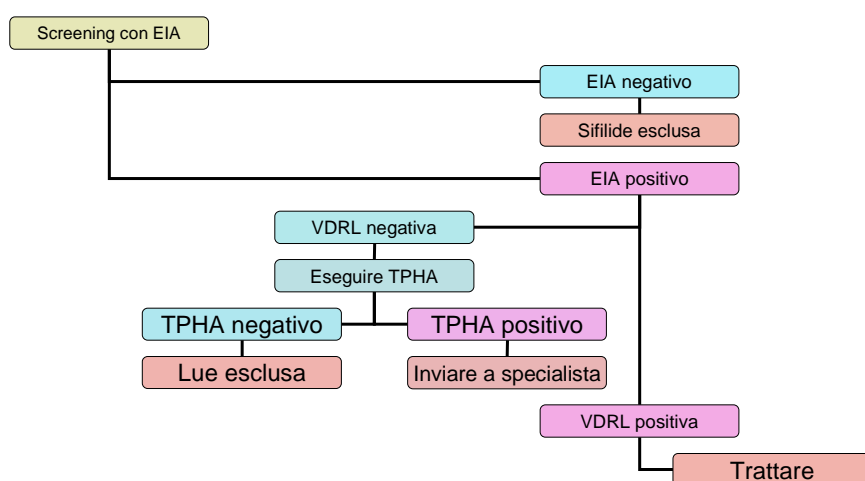 Screening con EIA
EIA negativo
Sifilide esclusa
EIA positivo
VDRL negativa
Eseguire TPHA
TPHA negativo
TPHA positivo
Lue esclusa
Inviare a specialista
VDRL positiva
Trattare